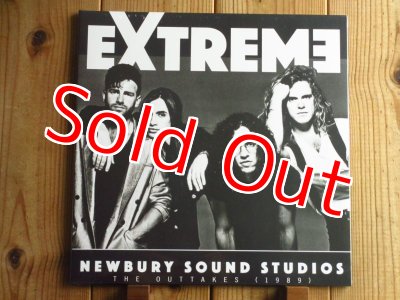 EXTREME
Sold Out
NEWBURY SOUND STUDIOS
THE OUTTAKES (1989)